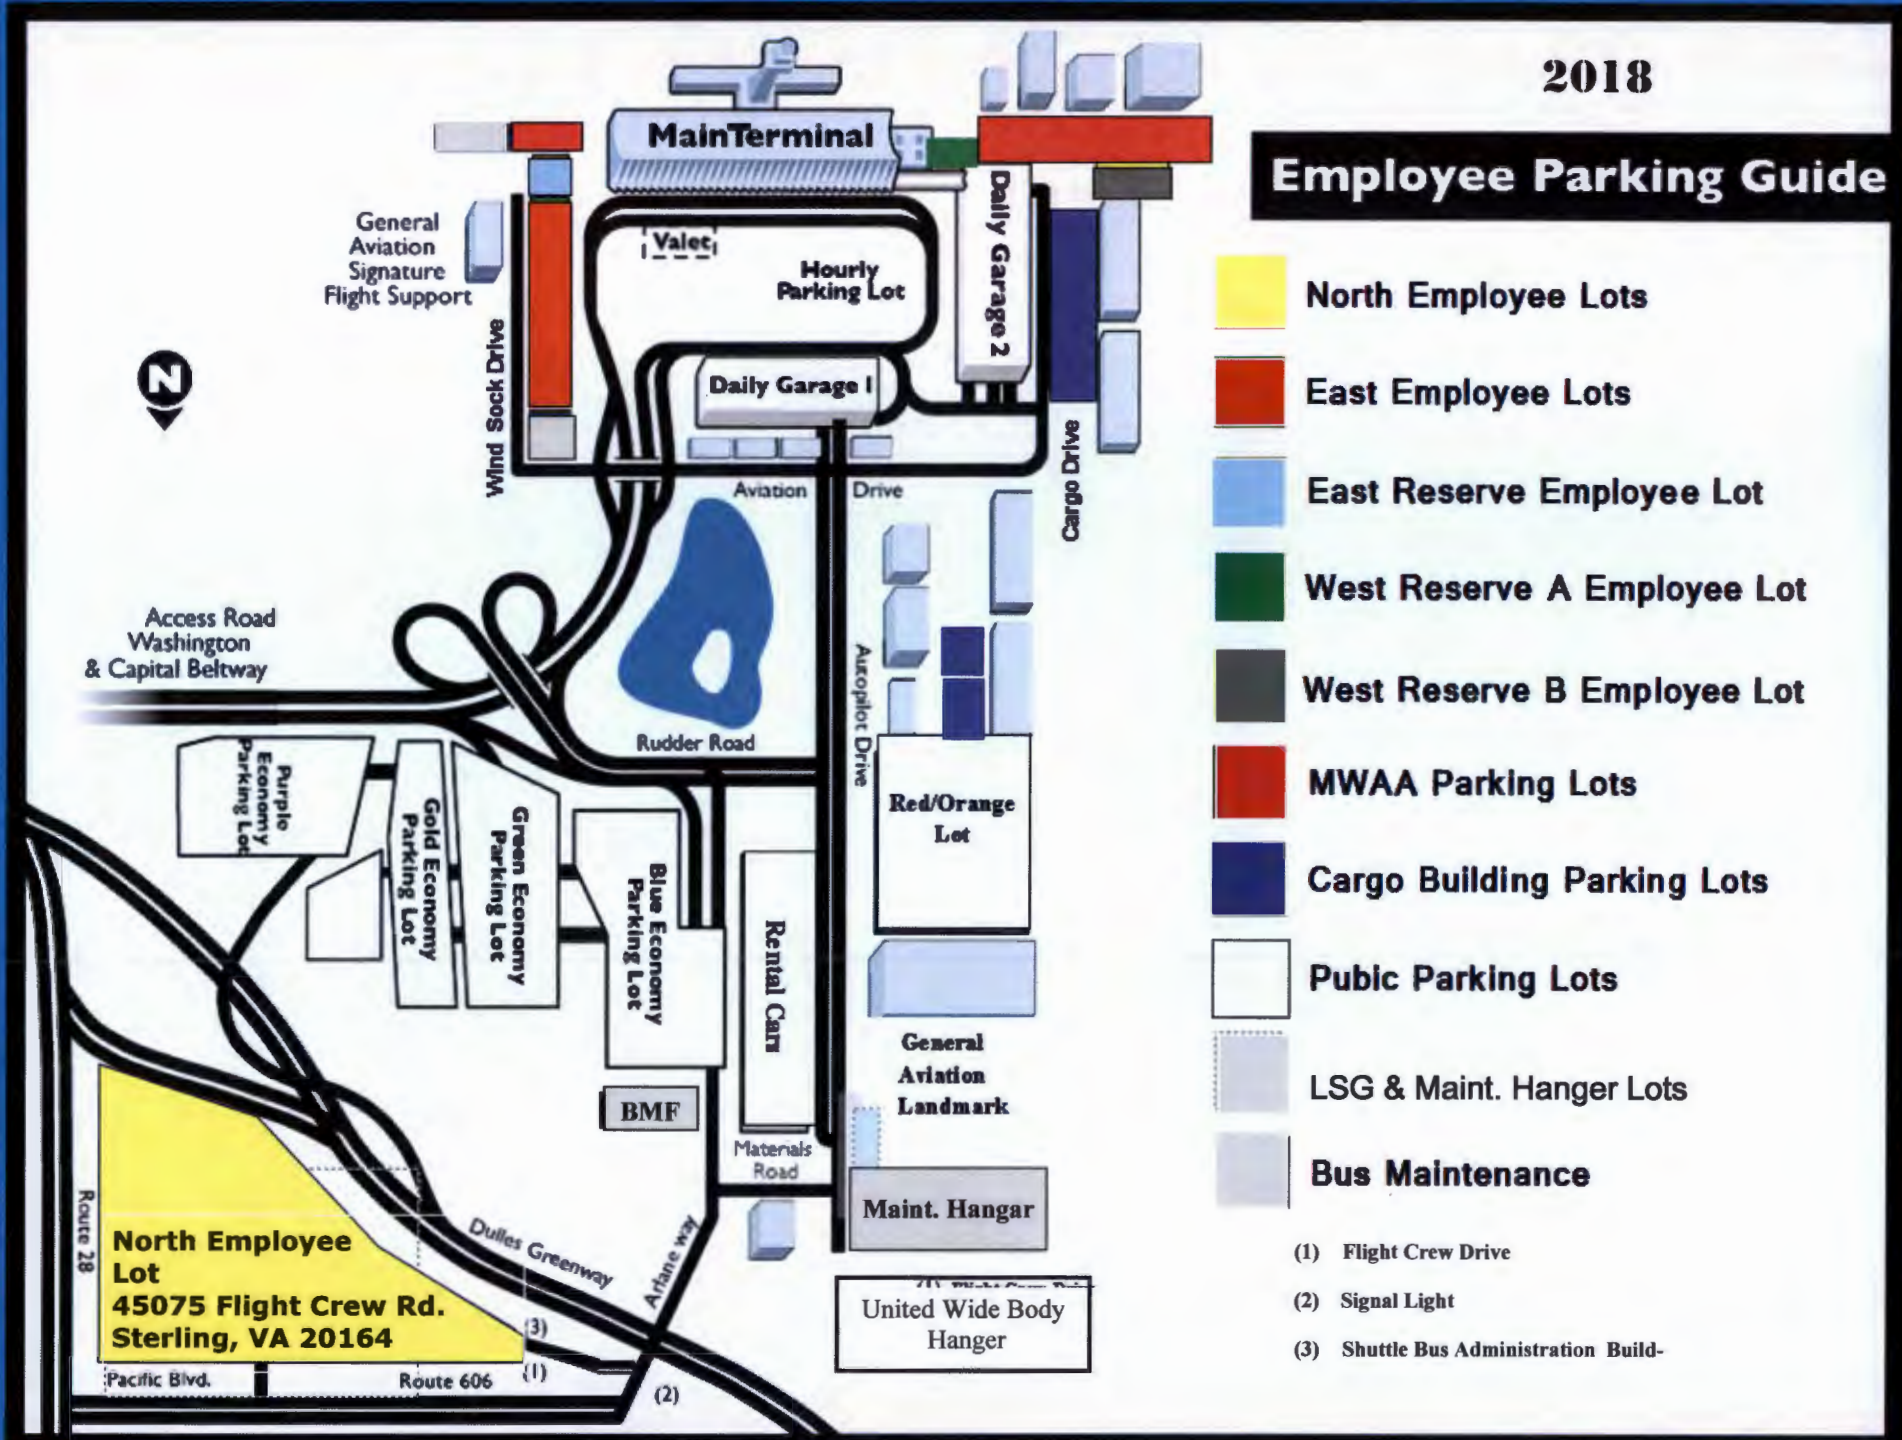 2018
Employee Parking Guide
MainTerminal
General
Aviation
Signature
Flight Support
Valet
Hourly
Parking Lot
Daily Garage 2
Daily Garage 1
Wind Sock Drive
N
Aviation Drive
Cargo Drive
Access Road
Washington
& Capital Beltway
Rudder Road
Autopilot Drive
Purple
Economy
Parking Lot
Gold Economy
Parking Lot
Green Economy
Parking Lot
Blue Economy
Parking Lot
Rental Cars
Red/Orange
Lot
General
Aviation
Landmark
BMF
Materials
Road
Maint. Hangar
United Wide Body
Hanger
Route 28
North Employee
Lot
45075 Flight Crew Rd.
Sterling, VA 20164
Dulles Greenway
Ariane way
(3)
(1)
(2)
Pacific Blvd.
Route 606
North Employee Lots
East Employee Lots
East Reserve Employee Lot
West Reserve A Employee Lot
West Reserve B Employee Lot
MWAA Parking Lots
Cargo Building Parking Lots
Pubic Parking Lots
LSG & Maint. Hanger Lots
Bus Maintenance
(1) Flight Crew Drive
(2) Signal Light
(3) Shuttle Bus Administration Build-